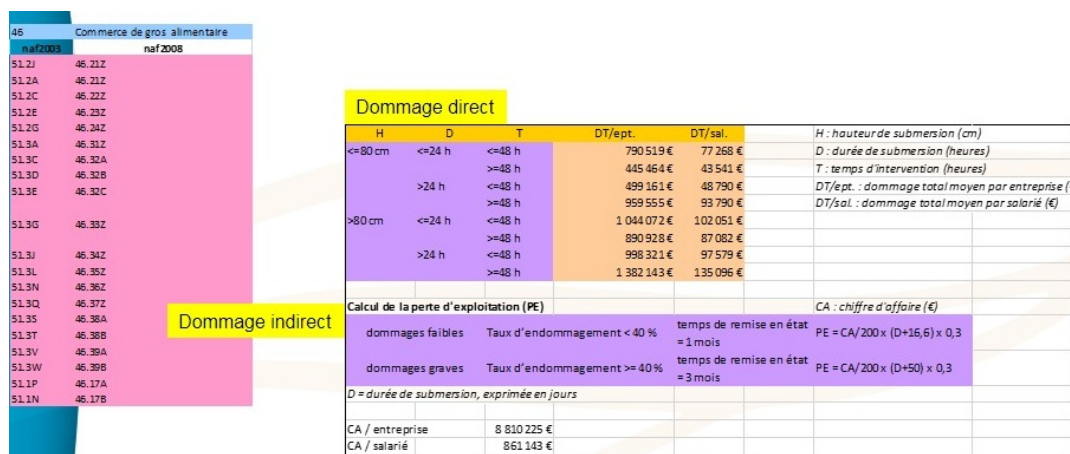 46 Commerce de gros alimentaire
naf2003 naf2008
51.2J 46.21Z
51.2A 46.21Z
51.2C 46.22Z
51.2E 46.23Z
51.2G 46.24Z
51.3A 46.31Z
51.3C 46.32A
51.3D 46.32B
51.3E 46.32C
51.3G 46.33Z
51.3J 46.34Z
51.3L 46.35Z
51.3N 46.36Z
51.3Q 46.37Z
51.3S 46.38A
51.3T 46.38B
51.3V 46.39A
51.3W 46.39B
51.1P 46.17A
51.1N 46.17B
Dommage direct
H D T DT/ept. DT/sal. H : hauteur de submersion (cm)
<=80 cm <=24 h <=48 h 790 519 € 77 268 € D : durée de submersion (heures)
>=48 h 445 464 € 43 541 € T : temps d'intervention (heures)
>24 h <=48 h 499 161 € 48 790 € DT/ept. : dommage total moyen par entreprise (
>=48 h 959 555 € 93 790 € DT/sal. : dommage total moyen par salarié (€)
>80 cm <=24 h <=48 h 1 044 072 € 102 051 €
>=48 h 890 928 € 87 082 €
>24 h <=48 h 998 321 € 97 579 €
>=48 h 1 382 143 € 135 096 €
Dommage indirect
Calcul de la perte d'exploitation (PE) CA : chiffre d'affaire (€)
dommages faibles Taux d'endommagement < 40 % temps de remise en état = 1 mois PE = CA/200 x (D+16,6) x 0,3
dommages graves Taux d'endommagement >= 40 % temps de remise en état = 3 mois PE = CA/200 x (D+50) x 0,3
D = durée de submersion, exprimée en jours
CA / entreprise 8 810 225 €
CA / salarié 861 143 €